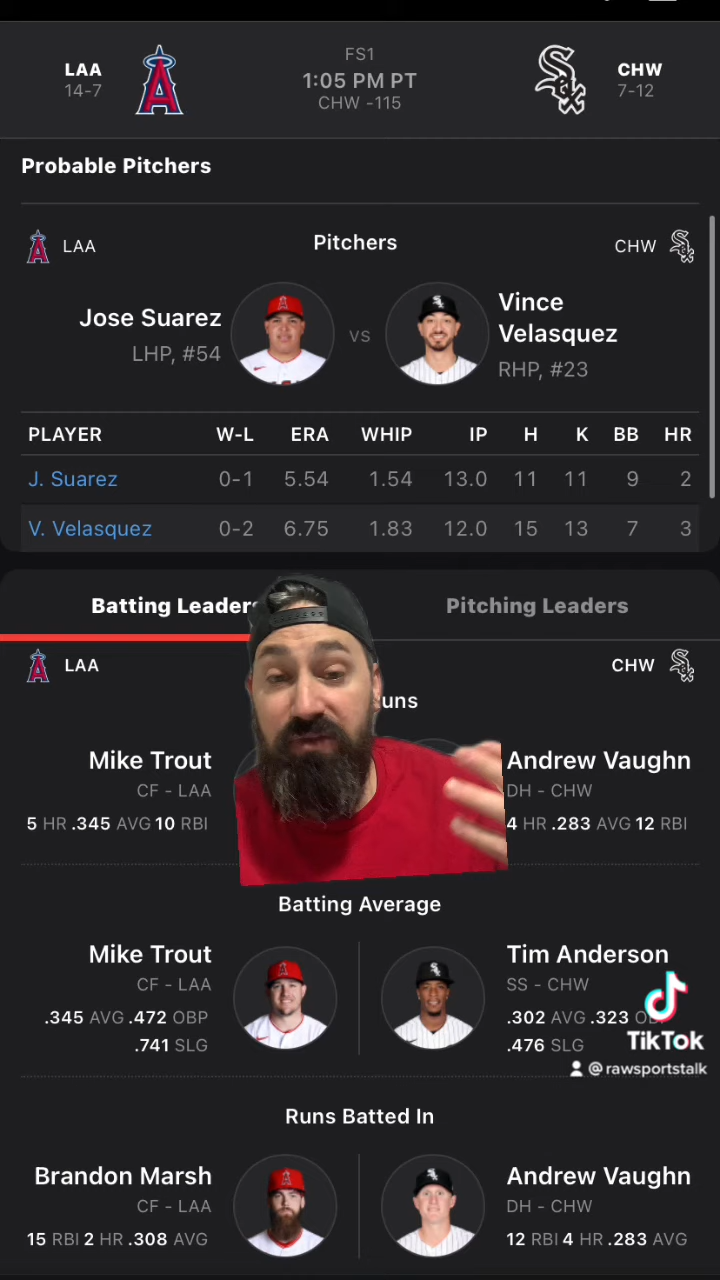 FS1
LAA
14-7
1:05 PM PT
CHW -115
CHW
7-12
Probable Pitchers
LAA
Pitchers
CHW
Jose Suarez
LHP, #54
vs
Vince
Velasquez
RHP, #23
PLAYER W-L ERA WHIP IP H K BB HR
J. Suarez 0-1 5.54 1.54 13.0 11 11 9 2
V. Velasquez 0-2 6.75 1.83 12.0 15 13 7 3
Batting Leaders
Pitching Leaders
LAA
CHW
uns
Mike Trout
CF - LAA
5 HR .345 AVG 10 RBI
Andrew Vaughn
DH - CHW
4 HR .283 AVG 12 RBI
Batting Average
Mike Trout
CF - LAA
.345 AVG .472 OBP
.741 SLG
Tim Anderson
SS - CHW
.302 AVG .323 OBP
.476 SLG
TikTok
@rawsportstalk
Runs Batted In
Brandon Marsh
CF - LAA
15 RBI 2 HR .308 AVG
Andrew Vaughn
DH - CHW
12 RBI 4 HR .283 AVG